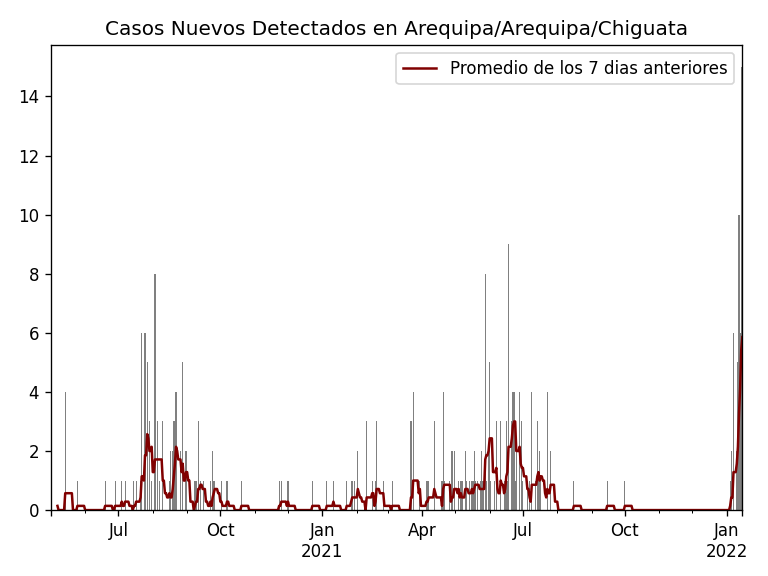 Casos Nuevos Detectados en Arequipa/Arequipa/Chiguata
Promedio de los 7 dias anteriores
14
12
10
8
6
4
2
0
Jul
Oct
Jan
2021
Apr
Jul
Oct
Jan
2022